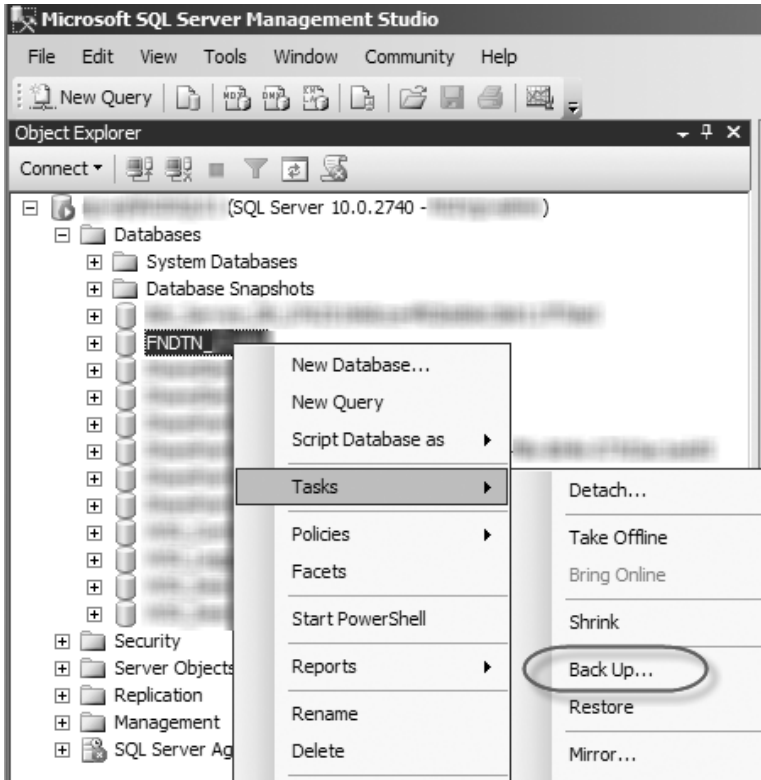 Microsoft SQL Server Management Studio
File Edit View Tools Window Community Help
New Query
Object Explorer
Connect
(SQL Server 10.0.2740 - )
Databases
System Databases
Database Snapshots
FNDTN_
Security
Server Objects
Replication
Management
SQL Server Ag
New Database...
New Query
Script Database as
Tasks
Policies
Facets
Start PowerShell
Reports
Rename
Delete
Detach...
Take Offline
Bring Online
Shrink
Back Up...
Restore
Mirror...